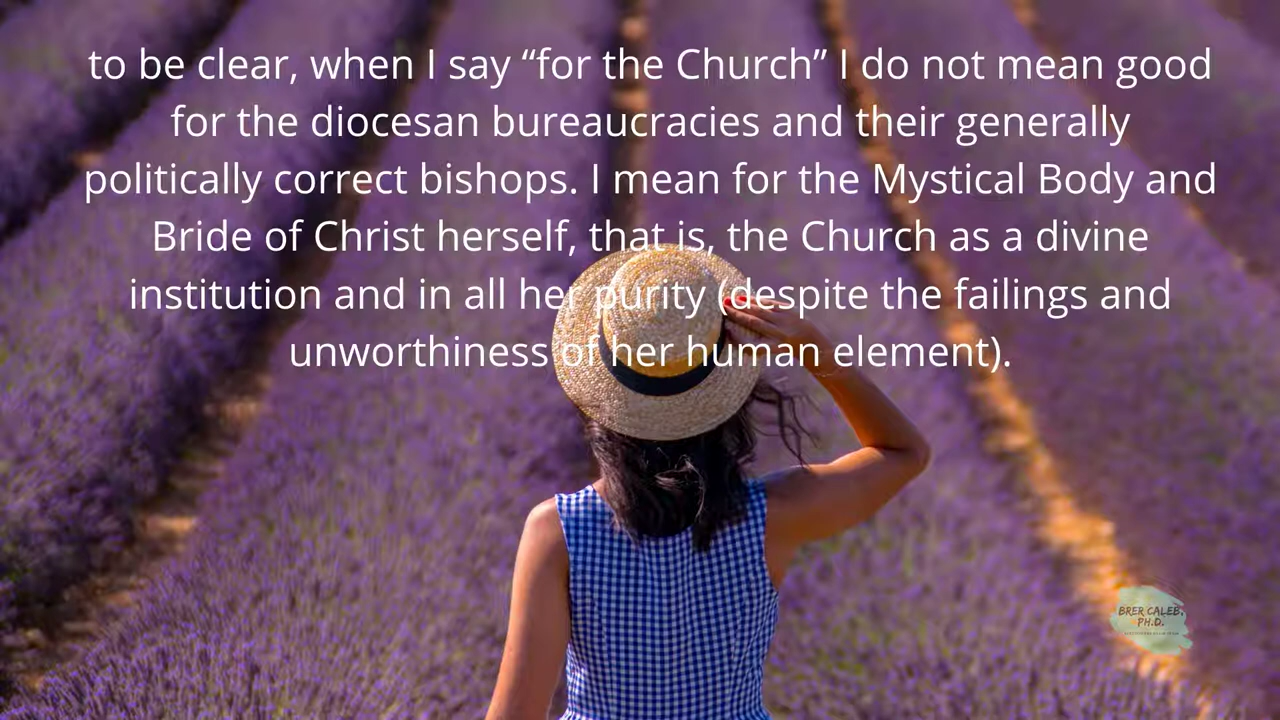 to be clear, when I say “for the Church” I do not mean good
for the diocesan bureaucracies and their generally
politically correct bishops. I mean for the Mystical Body and
Bride of Christ herself, that is, the Church as a divine
institution and in all her purity (despite the failings and
unworthiness of her human element).
BRER CALEB,
PH.D.